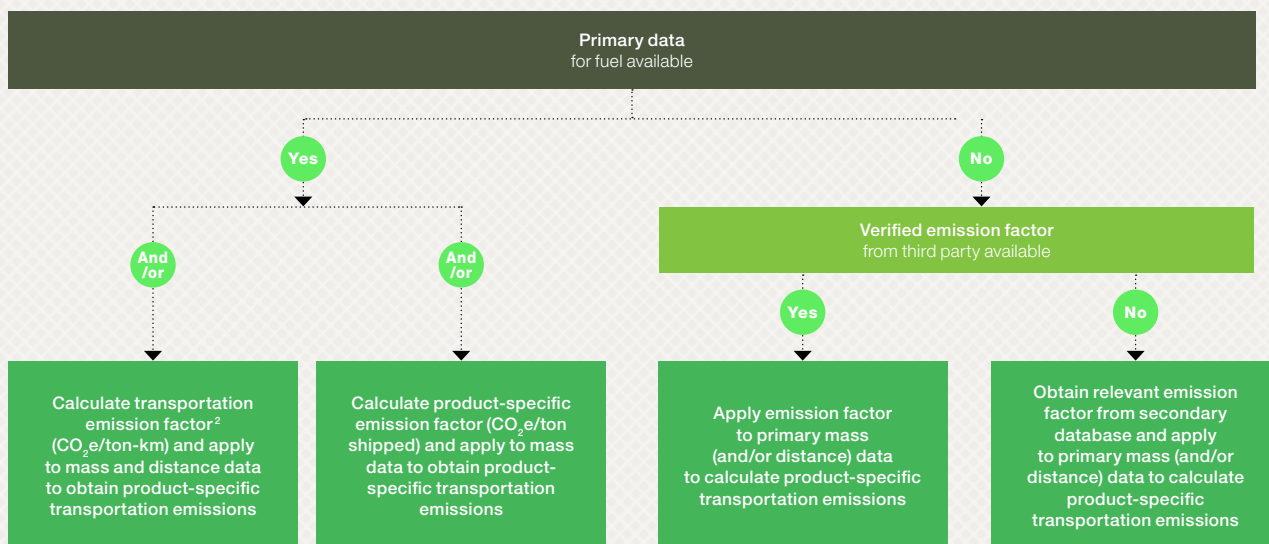 Primary data
for fuel available
Yes
No
Verified emission factor
from third party available
And
/or
And
/or
Yes
No
Calculate transportation
emission factor²
(CO₂e/ton-km) and apply
to mass and distance data
to obtain product-specific
transportation emissions
Calculate product-specific
emission factor (CO₂e/ton
shipped) and apply to mass
data to obtain product-
specific transportation
emissions
Apply emission factor
to primary mass
(and/or distance) data
to calculate product-specific
transportation emissions
Obtain relevant emission
factor from secondary
database and apply
to primary mass (and/or
distance) data to calculate
product-specific
transportation emissions